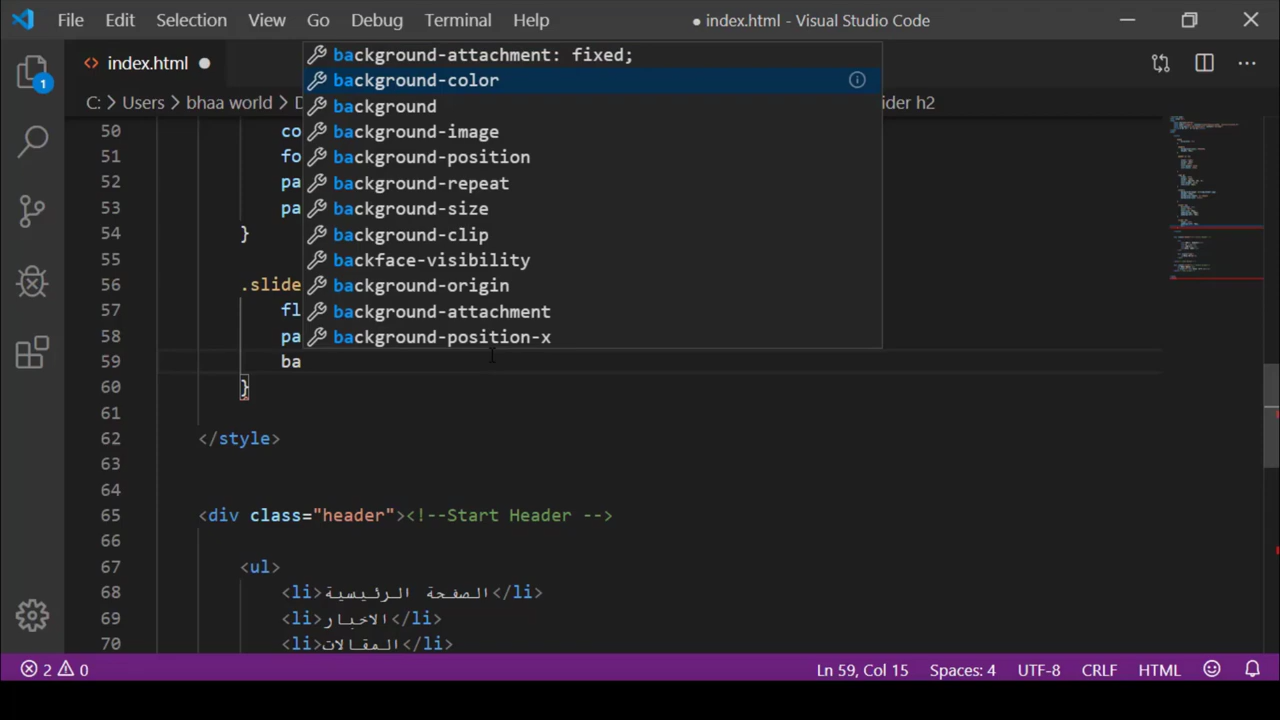 File Edit Selection View Go Debug Terminal Help ● index.html - Visual Studio Code
index.html ●
1
C: > Users > bhaa world > D
ider h2
background-attachment: fixed;
background-color
background
background-image
background-position
background-repeat
background-size
background-clip
backface-visibility
background-origin
background-attachment
background-position-x
50 co
51 fo
52 pa
53 pa
54 }
55
56 .slide
57 fl
58 pa
59 ba
60 }
61
62 </style>
63
64
65 <div class="header"><!--Start Header -->
66
67 <ul>
68 <li>الصفحة الرئيسية</li>
69 <li>الاخبار</li>
70 <li>المقالات</li>
2 0 Ln 59, Col 15 Spaces: 4 UTF-8 CRLF HTML